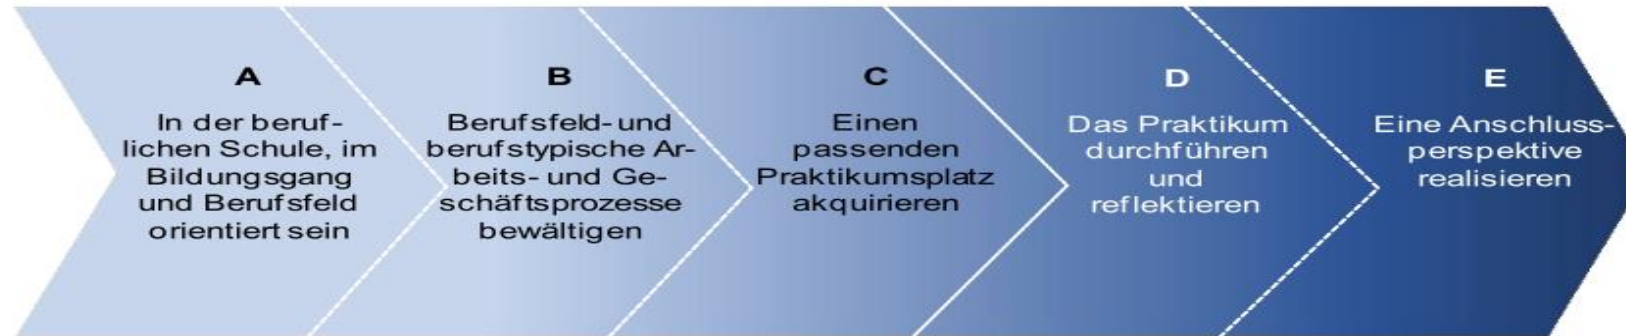 A
In der beruf-
lichen Schule, im
Bildungsgang
und Berufsfeld
orientiert sein
B
Berufsfeld- und
berufstypische Ar-
beits- und Ge-
schäftsprozesse
bewältigen
C
Einen
passenden
Praktikumsplatz
akquirieren
D
Das Praktikum
durchführen
und
reflektieren
E
Eine Anschluss-
perspektive
realisieren